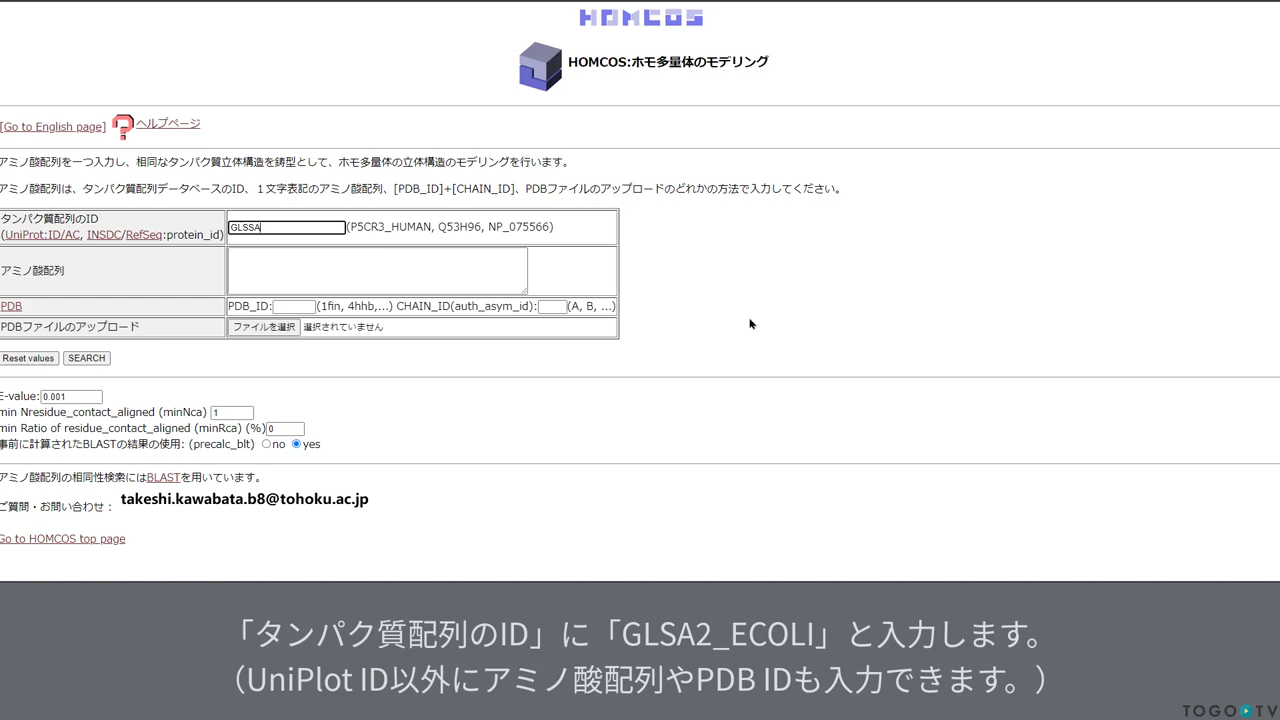 HOMCOS
HOMCOS:ホモ多量体のモデリング
[Go to English page] ヘルプページ
アミノ酸配列を一つ入力し、相同なタンパク質立体構造を鋳型として、ホモ多量体の立体構造のモデリングを行います。
アミノ酸配列は、タンパク質配列データベースのID、１文字表記のアミノ酸配列、[PDB_ID]+[CHAIN_ID]、PDBファイルのアップロードのどれかの方法で入力してください。
タンパク質配列のID
(UniProt:ID/AC, INSDC/RefSeq:protein_id) GLSSA (P5CR3_HUMAN, Q53H96, NP_075566)
アミノ酸配列
PDB PDB_ID: (1fin, 4hhb,...) CHAIN_ID(auth_asym_id): (A, B, ...)
PDBファイルのアップロード ファイルを選択 選択されていません
Reset values SEARCH
E-value: 0.001
min Nresidue_contact_aligned (minNca) 1
min Ratio of residue_contact_aligned (minRca) (%) 0
事前に計算されたBLASTの結果の使用: (precalc_blt) no yes
アミノ酸配列の相同性検索にはBLASTを用いています。
ご質問・お問い合わせ： takeshi.kawabata.b8@tohoku.ac.jp
Go to HOMCOS top page
「タンパク質配列のID」に「GLSA2_ECOLI」と入力します。
（UniPlot ID以外にアミノ酸配列やPDB IDも入力できます。）
TOGO TV